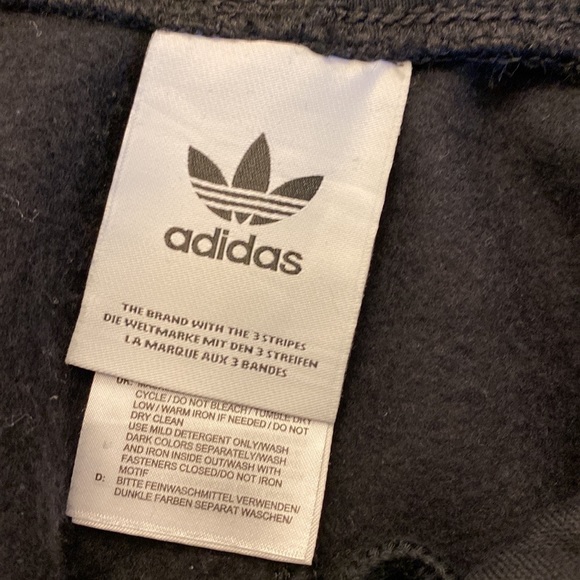 adidas
THE BRAND WITH THE 3 STRIPES
DIE WELTMARKE MIT DEN 3 STREIFEN
LA MARQUE AUX 3 BANDES
CYCLE/DO NOT BLEACH/TUMBLE DRY
LOW/WARM IRON IF NEEDED/DO NOT
DRY CLEAN
USE MILD DETERGENT ONLY/WASH
DARK COLORS SEPARATELY/WASH
AND IRON INSIDE OUT/WASH WITH
FASTENERS CLOSED/DO NOT IRON
MOTIF
D: BITTE FEINWASCHMITTEL VERWENDEN/
DUNKLE FARBEN SEPARAT WASCHEN/